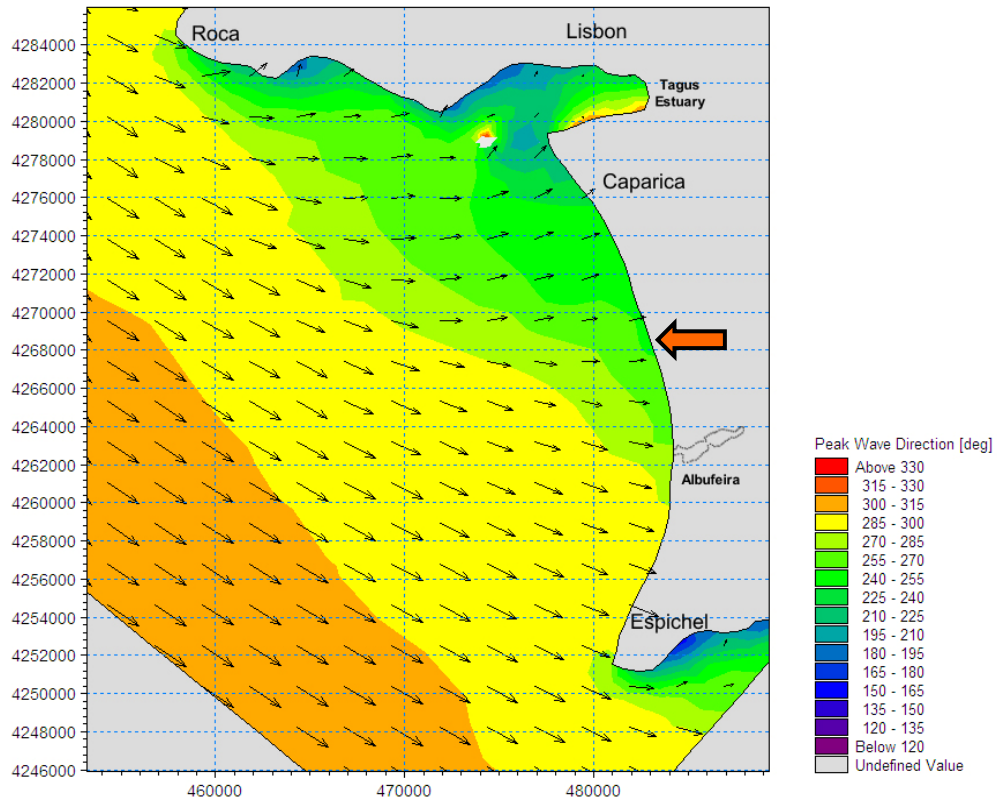 Roca
Lisbon
Tagus
Estuary
Caparica
Albufeira
Espichel
4284000
4282000
4280000
4278000
4276000
4274000
4272000
4270000
4268000
4266000
4264000
4262000
4260000
4258000
4256000
4254000
4252000
4250000
4248000
4246000
460000
470000
480000
Peak Wave Direction [deg]
Above 330
315 - 330
300 - 315
285 - 300
270 - 285
255 - 270
240 - 255
225 - 240
210 - 225
195 - 210
180 - 195
165 - 180
150 - 165
135 - 150
120 - 135
Below 120
Undefined Value